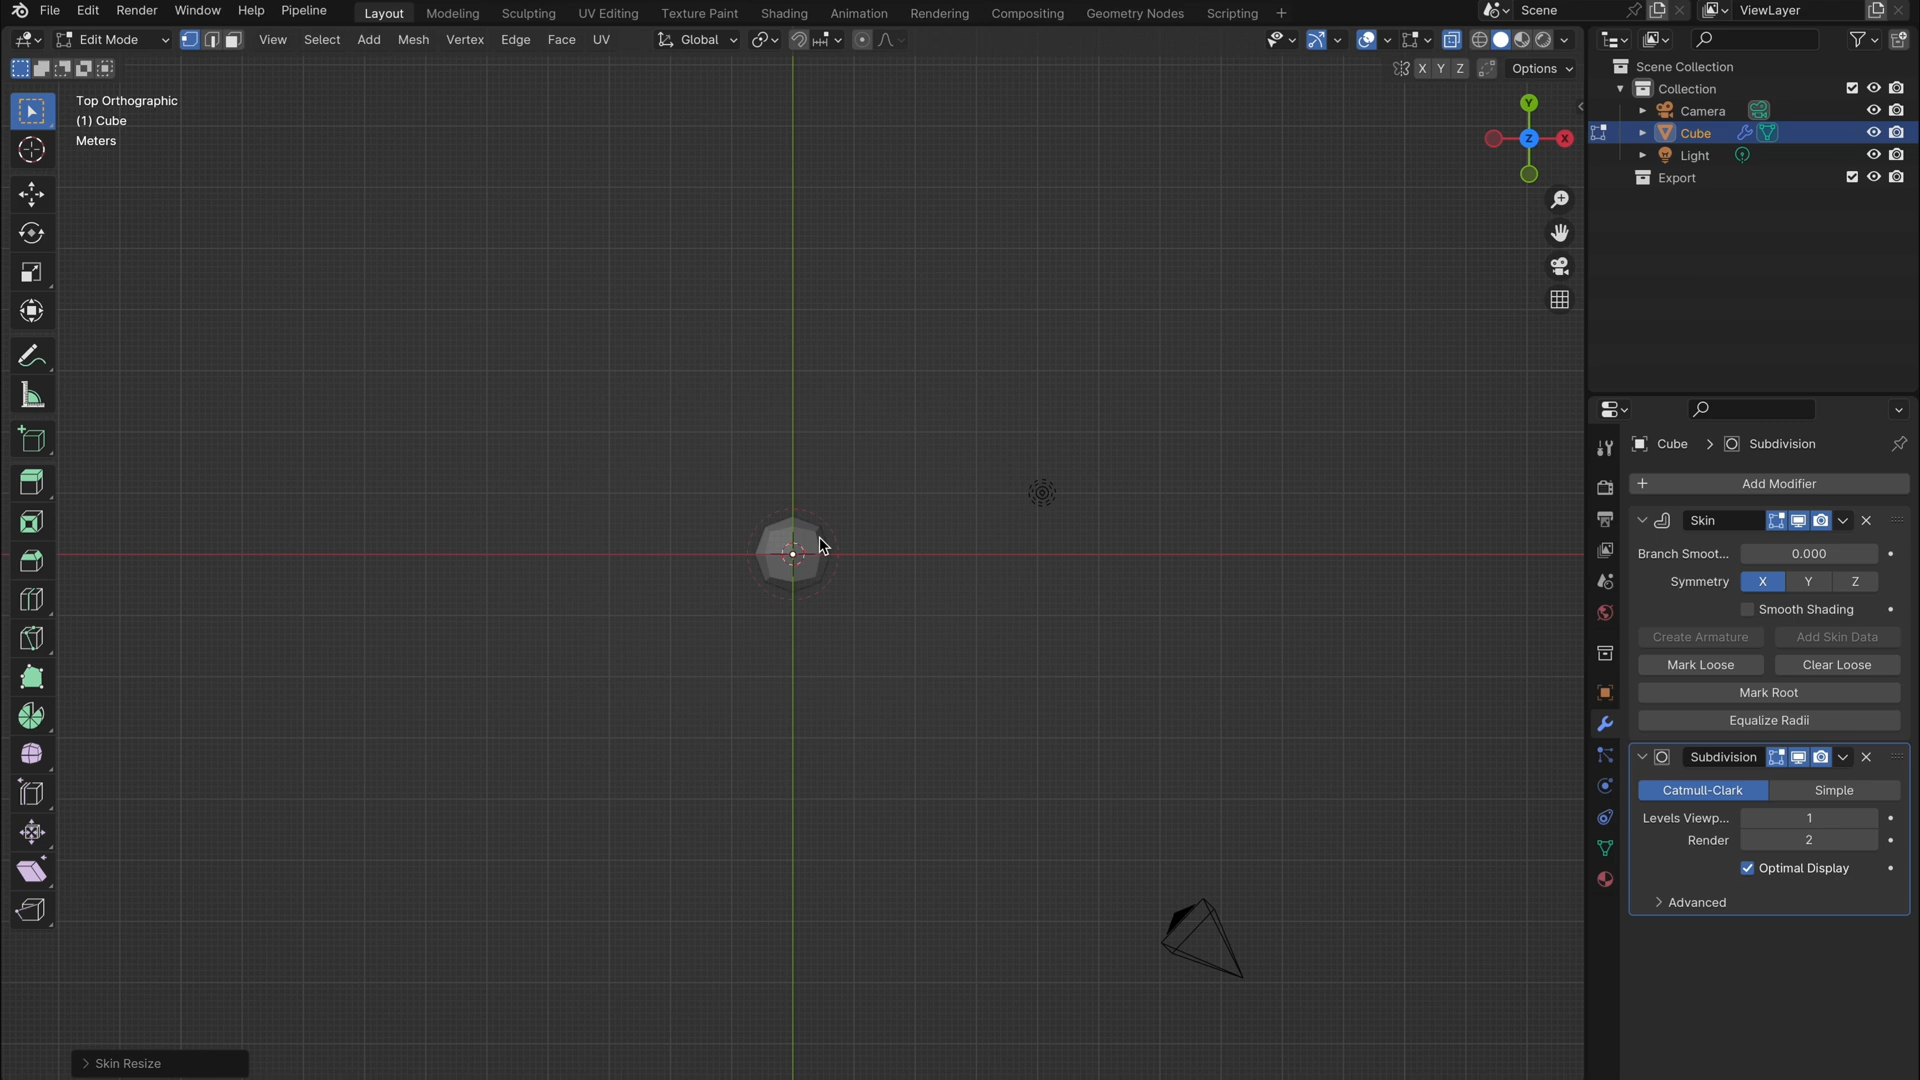 File Edit Render Window Help Pipeline Layout Modeling Sculpting UV Editing Texture Paint Shading Animation Rendering Compositing Geometry Nodes Scripting + Scene ViewLayer
Edit Mode View Select Add Mesh Vertex Edge Face UV Global
X Y Z Options
Top Orthographic
(1) Cube
Meters
Y
Z X
Scene Collection
Collection
Camera
Cube
Light
Export
Cube > Subdivision
+ Add Modifier
Skin
Branch Smoot... 0.000
Symmetry X Y Z
Smooth Shading
Create Armature Add Skin Data
Mark Loose Clear Loose
Mark Root
Equalize Radii
Subdivision
Catmull-Clark Simple
Levels Viewp... 1
Render 2
Optimal Display
Advanced
Skin Resize